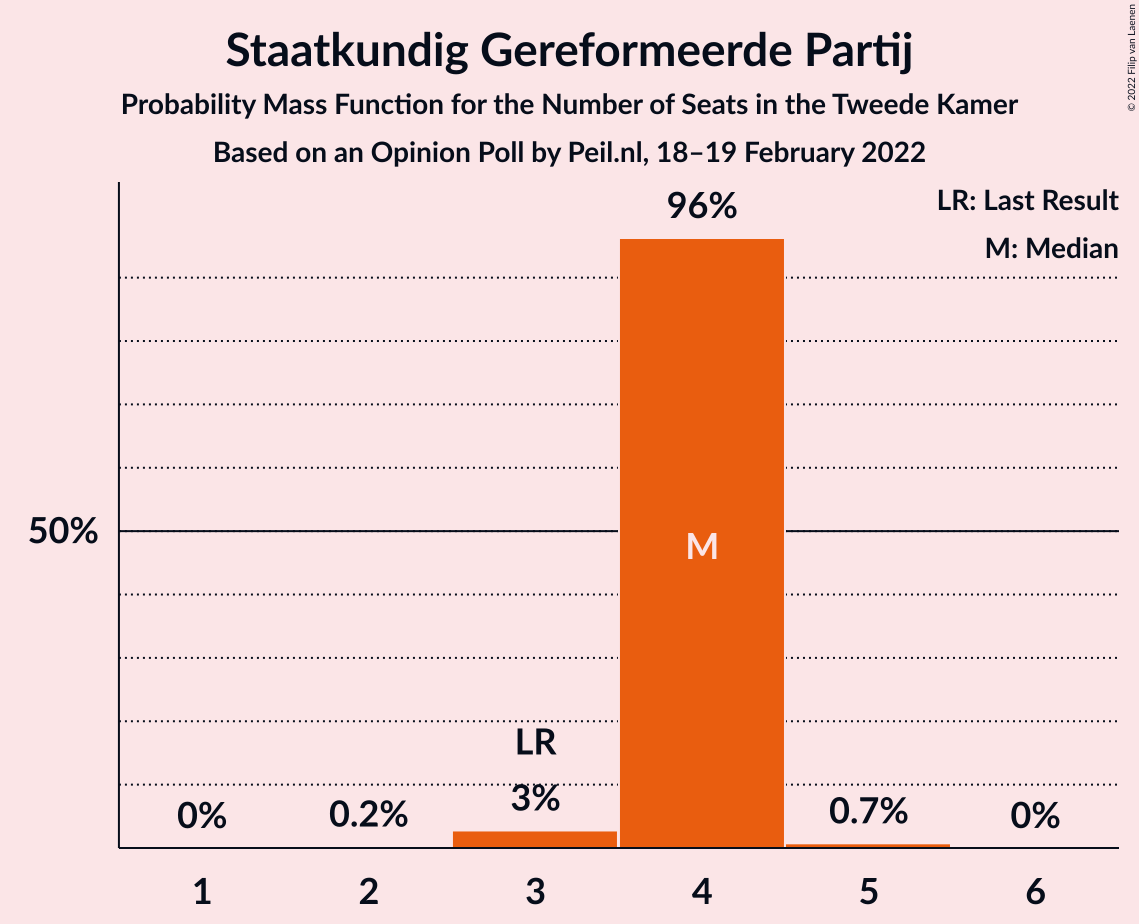 Staatkundig Gereformeerde Partij
Probability Mass Function for the Number of Seats in the Tweede Kamer
Based on an Opinion Poll by Peil.nl, 18–19 February 2022
© 2022 Filip van Laenen
LR: Last Result
M: Median
96%
50%
M
LR
0%
0.2%
3%
0.7%
0%
1
2
3
4
5
6